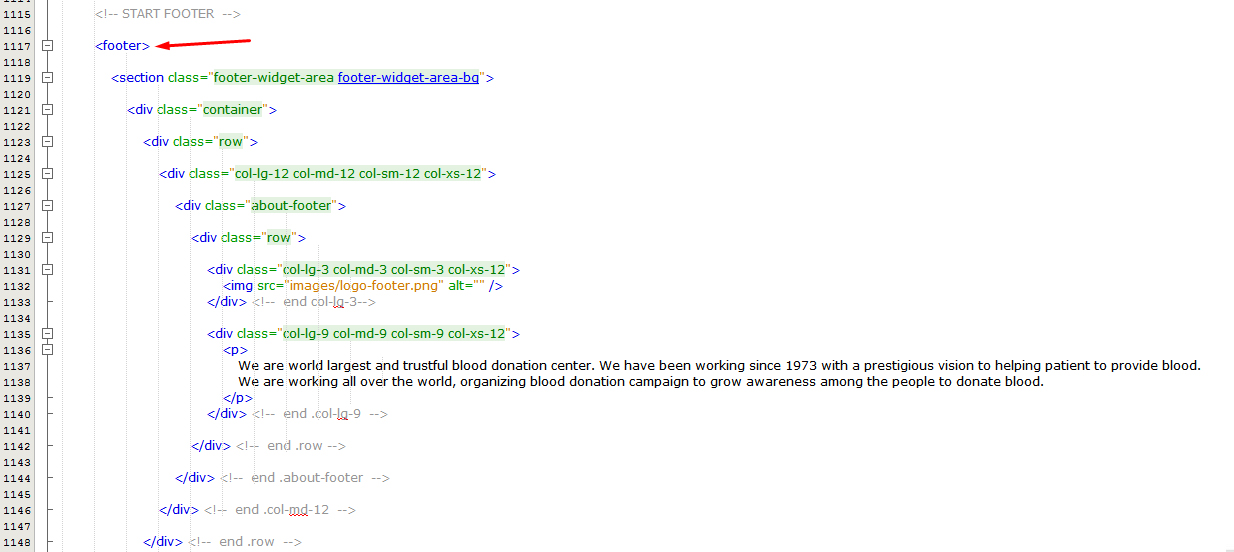 1115 <!-- START FOOTER  -->
1116
1117 <footer>
1118
1119 <section class="footer-widget-area footer-widget-area-bg">
1120
1121 <div class="container">
1122
1123 <div class="row">
1124
1125 <div class="col-lg-12 col-md-12 col-sm-12 col-xs-12">
1126
1127 <div class="about-footer">
1128
1129 <div class="row">
1130
1131 <div class="col-lg-3 col-md-3 col-sm-3 col-xs-12">
1132 <img src="images/logo-footer.png" alt="" />
1133 </div> <!--  end col-lg-3-->
1134
1135 <div class="col-lg-9 col-md-9 col-sm-9 col-xs-12">
1136 <p>
1137 We are world largest and trustful blood donation center. We have been working since 1973 with a prestigious vision to helping patient to provide blood.
1138 We are working all over the world, organizing blood donation campaign to grow awareness among the people to donate blood.
1139 </p>
1140 </div> <!--  end .col-lg-9  -->
1141
1142 </div> <!--  end .row -->
1143
1144 </div> <!--  end .about-footer  -->
1145
1146 </div> <!--  end .col-md-12  -->
1147
1148 </div> <!--  end .row  -->